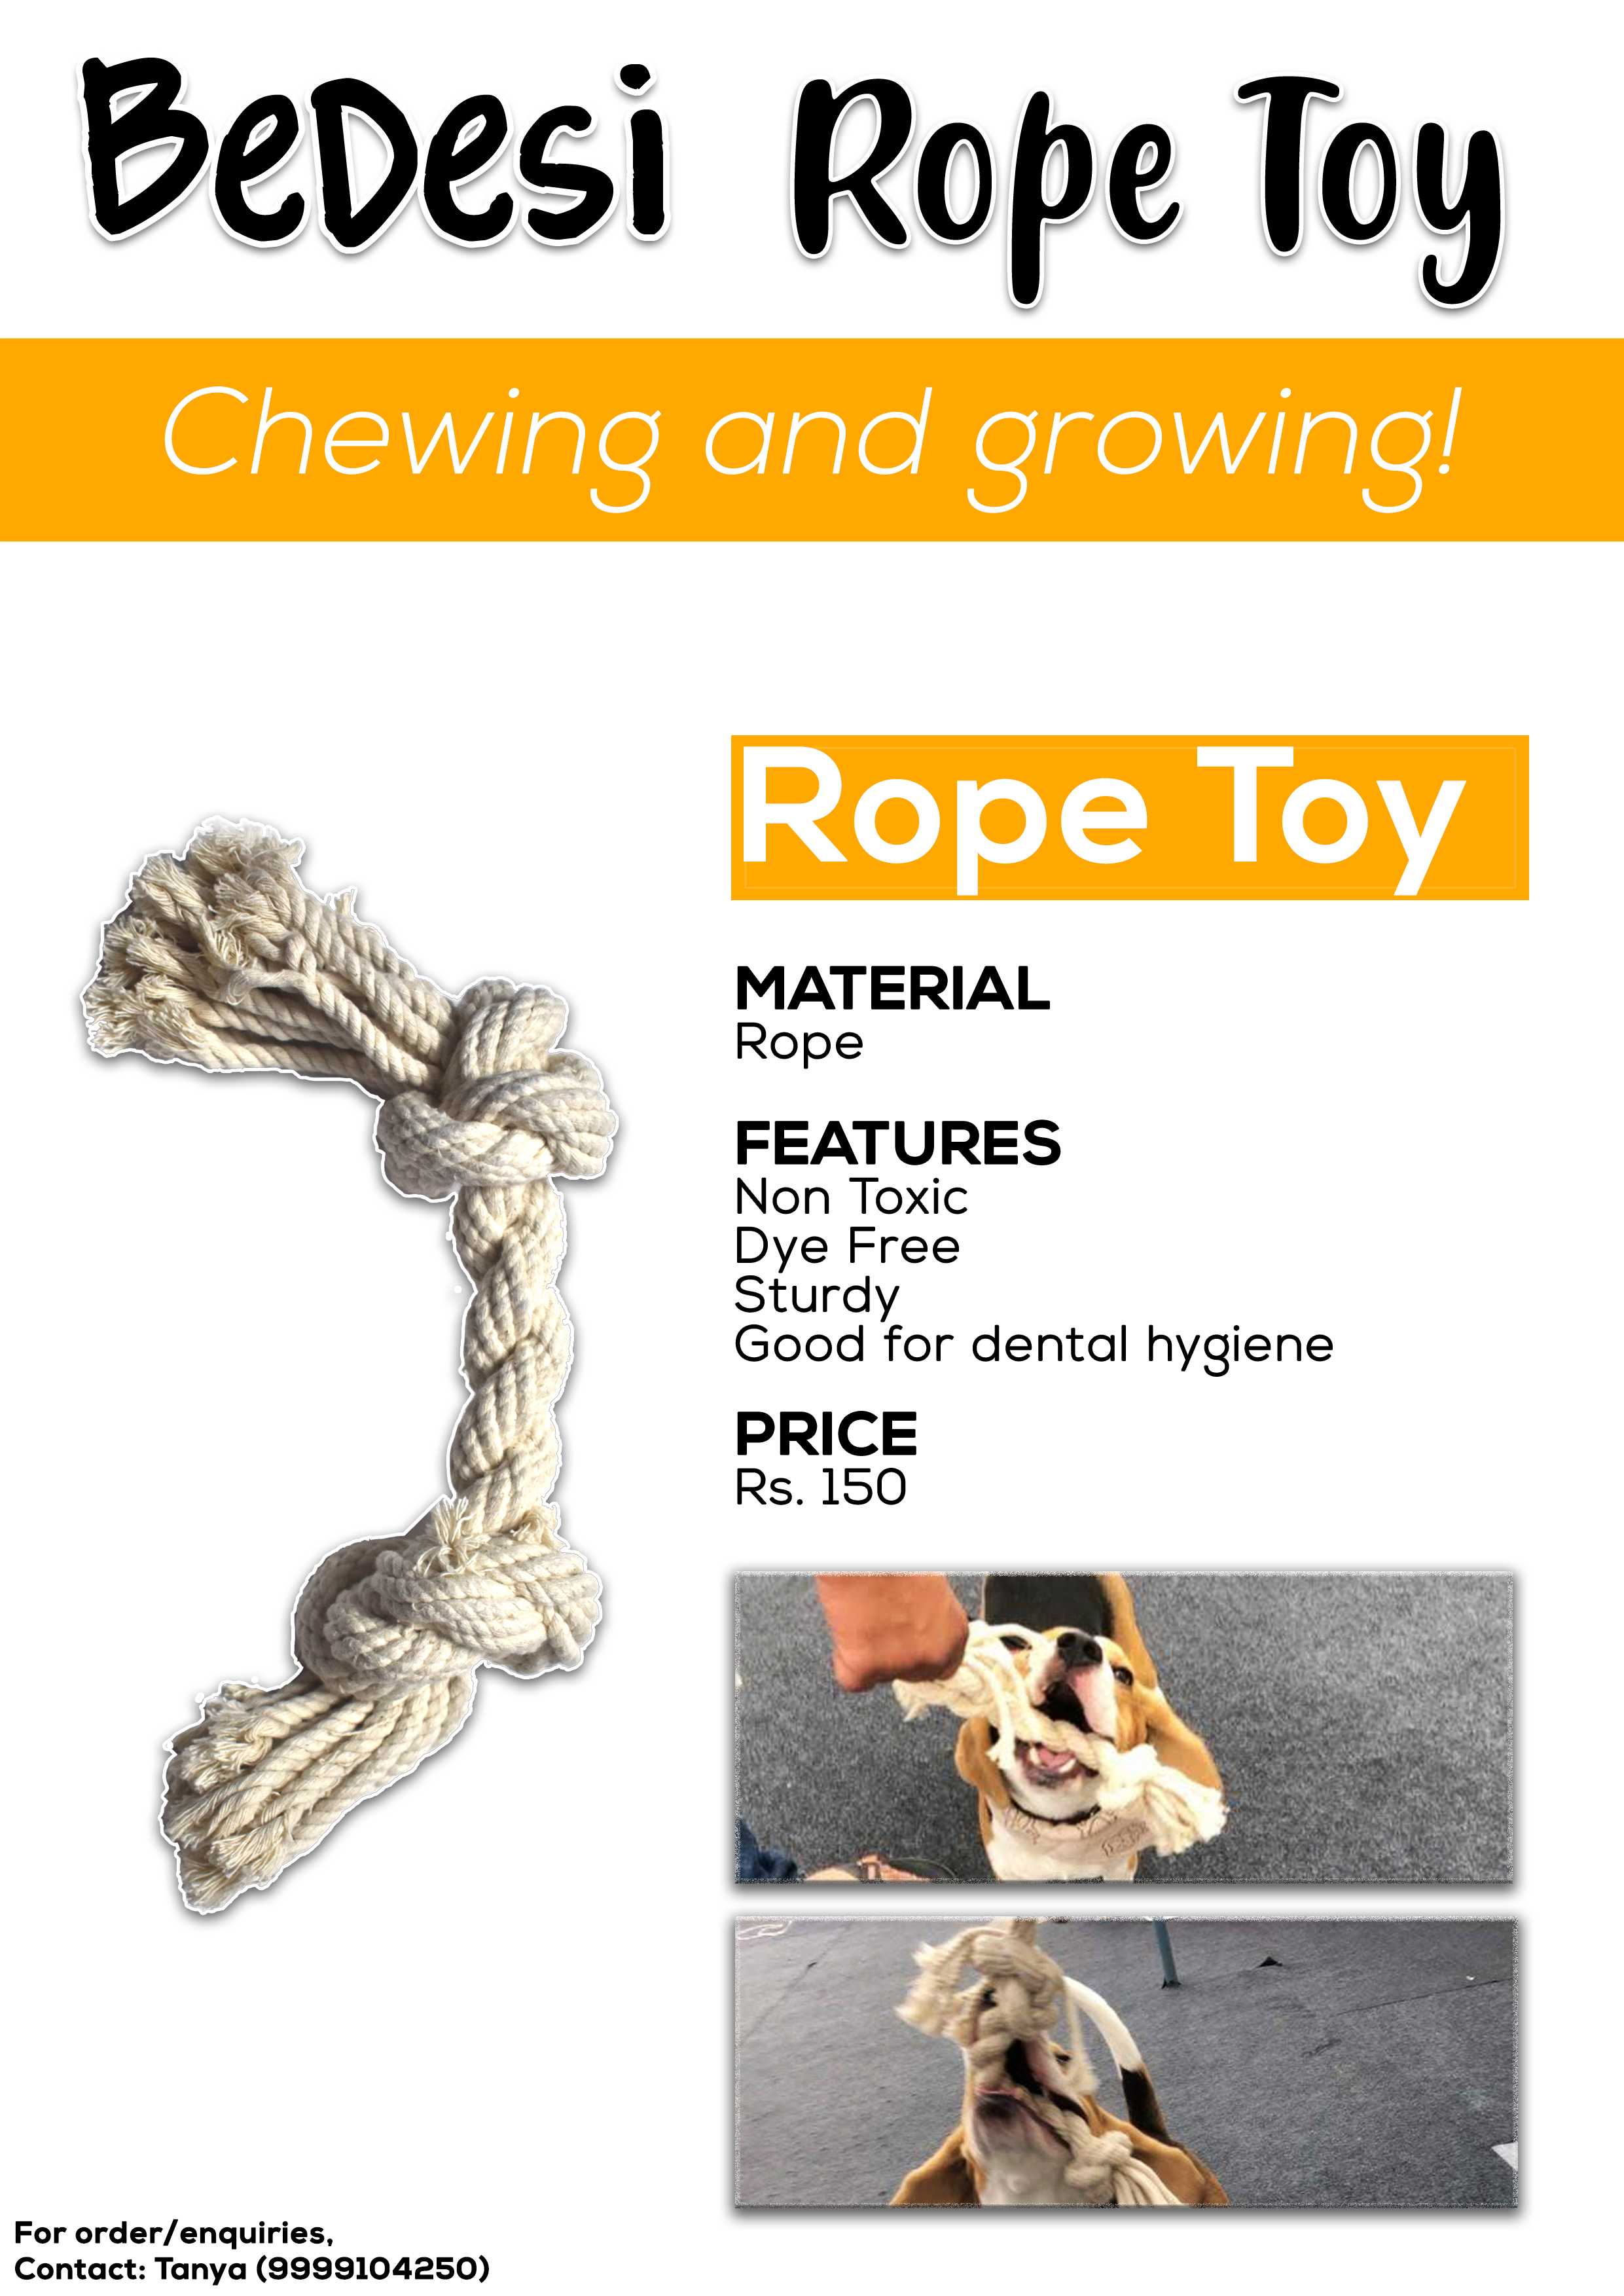 BeDesi Rope Toy
Chewing and growing!
Rope Toy
MATERIAL
Rope
FEATURES
Non Toxic
Dye Free
Sturdy
Good for dental hygiene
PRICE
Rs. 150
For order/enquiries,
Contact: Tanya (9999104250)